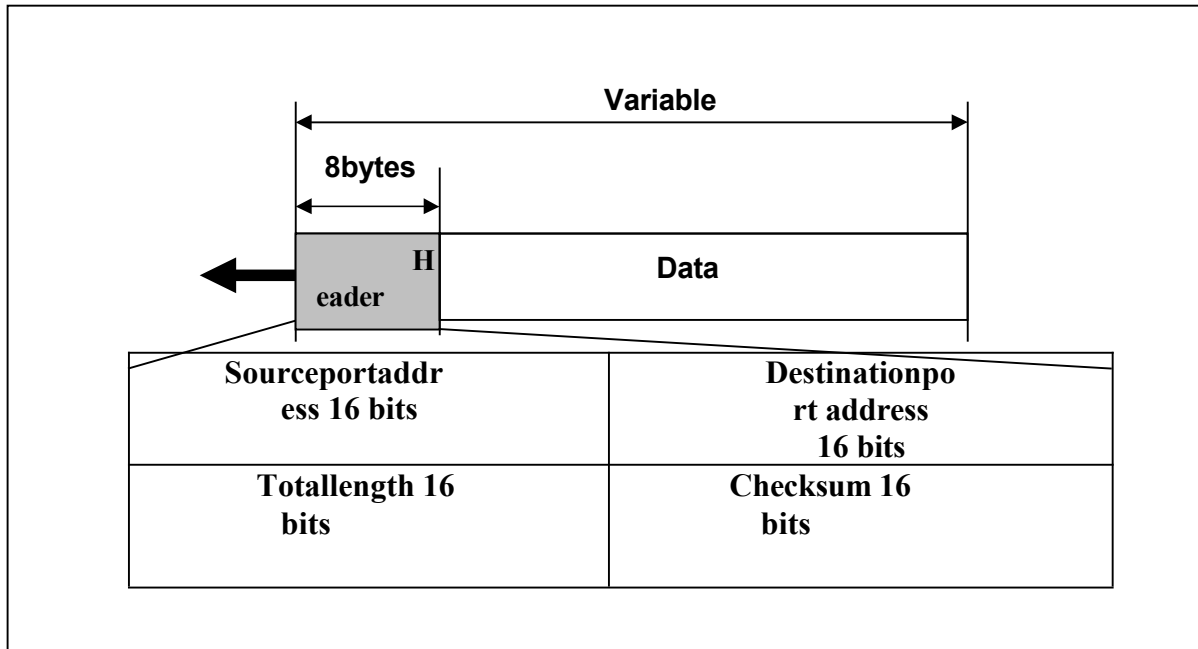 Variable
8bytes
H
eader
Data
Sourceportaddr
ess 16 bits
Destinationpo
rt address
16 bits
Totallength 16
bits
Checksum 16
bits